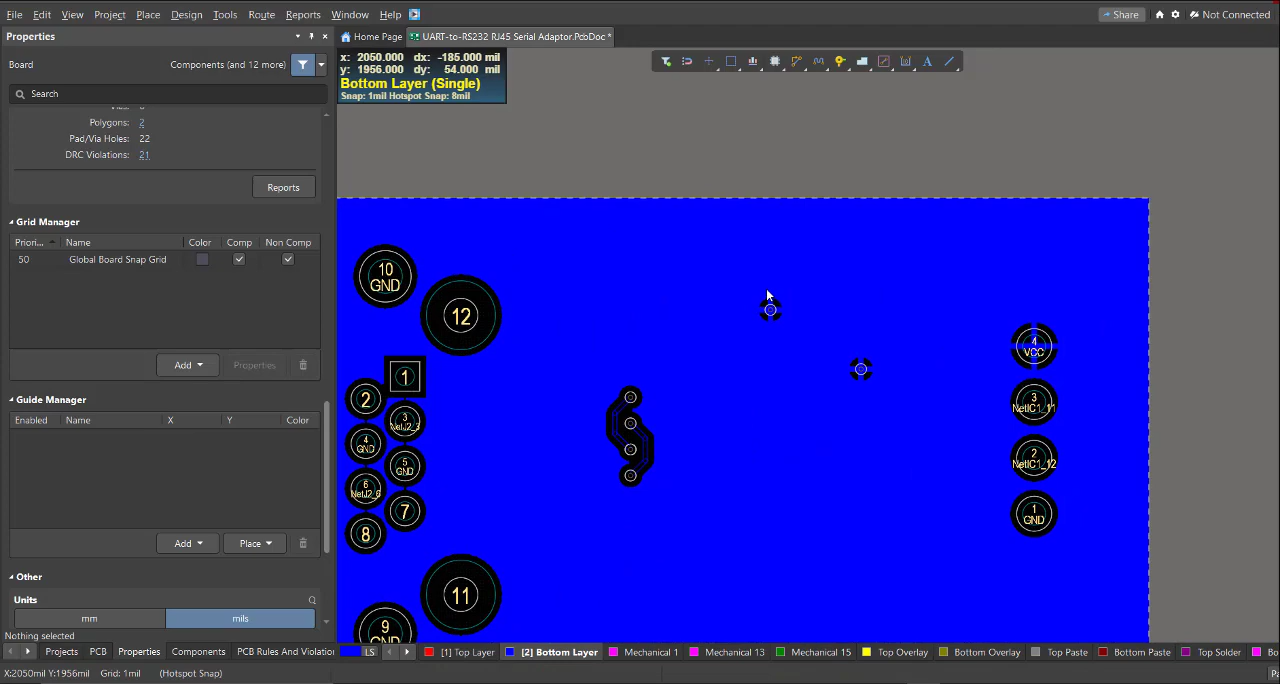 File Edit View Project Place Design Tools Route Reports Window Help
Share Not Connected
Properties
Home Page UART-to-RS232 RJ45 Serial Adaptor.PcbDoc *
Board Components (and 12 more)
x: 2050.000 dx: -185.000 mil
y: 1956.000 dy: 54.000 mil
Bottom Layer (Single)
Snap: 1mil Hotspot Snap: 8mil
Search
Polygons: 2
Pad/Via Holes: 22
DRC Violations: 21
Reports
Grid Manager
Priori... Name Color Comp Non Comp
50 Global Board Snap Grid
Add Properties
Guide Manager
Enabled Name X Y Color
Add Place
Other
Units
mm mils
Nothing selected
10
GND
12
1
2
3
NetJ2_3
4
GND
5
GND
6
NetJ2_6
7
8
11
9
GND
4
VCC
3
NetIC1_11
2
NetIC1_12
1
GND
Projects PCB Properties Components PCB Rules And Violation
LS [1] Top Layer [2] Bottom Layer Mechanical 1 Mechanical 13 Mechanical 15 Top Overlay Bottom Overlay Top Paste Bottom Paste Top Solder Bo
X:2050mil Y:1956mil Grid: 1mil (Hotspot Snap) Pa